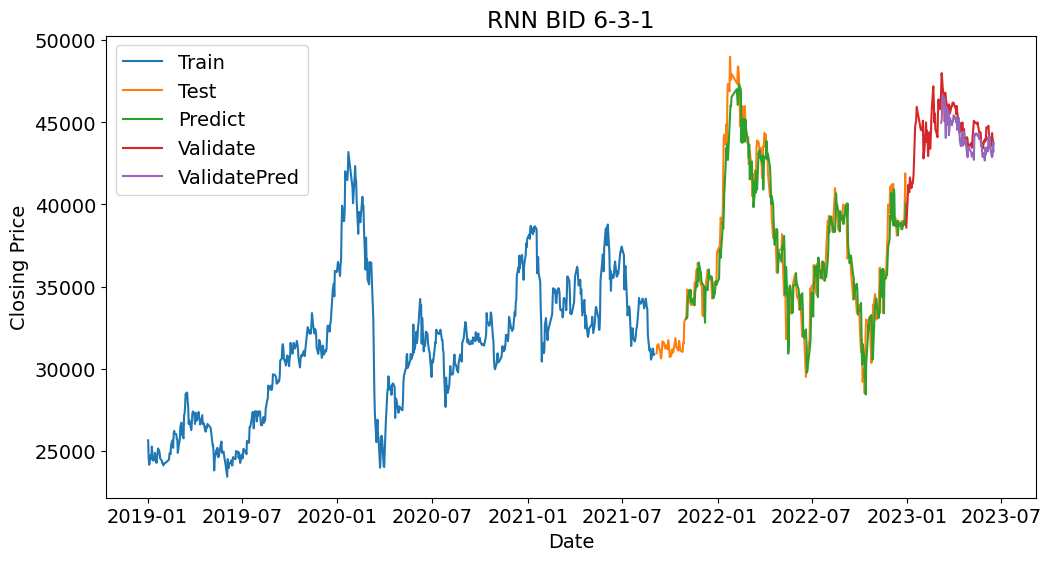 RNN BID 6-3-1
50000
45000
40000
35000
30000
25000
Closing Price
Train
Test
Predict
Validate
ValidatePred
2019-01 2019-07 2020-01 2020-07 2021-01 2021-07 2022-01 2022-07 2023-01 2023-07
Date